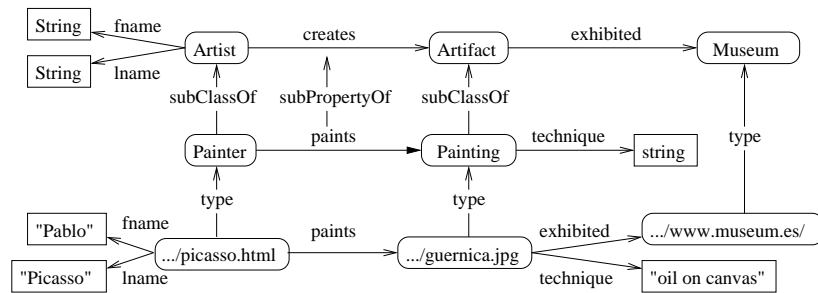 String
fname
Artist
creates
Artifact
exhibited
Museum
String
lname
subClassOf
subPropertyOf
subClassOf
type
Painter
paints
Painting
technique
string
type
type
"Pablo"
fname
paints
exhibited
.../www.museum.es/
.../picasso.html
.../guernica.jpg
"Picasso"
lname
technique
"oil on canvas"